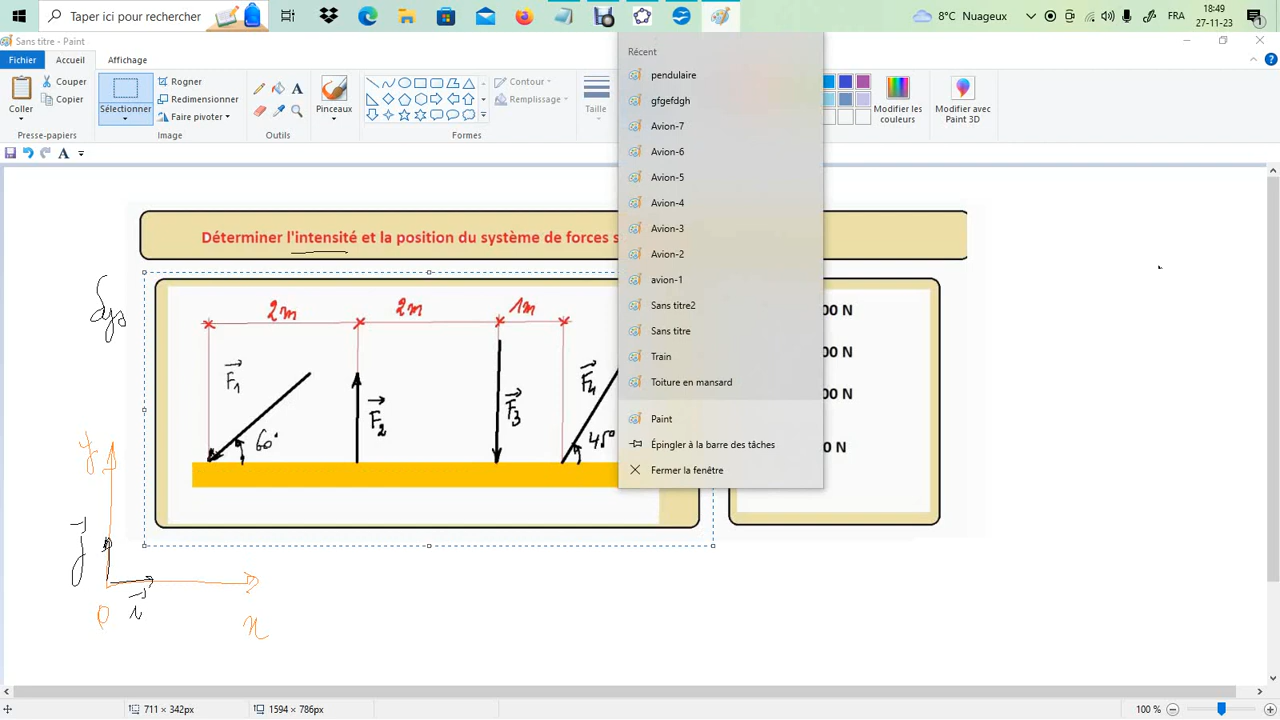 Taper ici pour rechercher
8°C Nuageux
FRA
18:49
27-11-23
1
Sans titre - Paint
Fichier
Accueil
Affichage
Coller
Couper
Copier
Presse-papiers
Sélectionner
Rogner
Redimensionner
Faire pivoter
Image
Outils
Pinceaux
Formes
Contour
Remplissage
Taille
Modifier les
couleurs
Modifier avec
Paint 3D
Récent
pendulaire
gfgefdgh
Avion-7
Avion-6
Avion-5
Avion-4
Avion-3
Avion-2
avion-1
Sans titre2
Sans titre
Train
Toiture en mansard
Paint
Épingler à la barre des tâches
Fermer la fenêtre
Déterminer l'intensité et la position du système de forces s
Sys
2m
2m
1m
F1
60°
F2
F3
F4
45°
00 N
00 N
00 N
0 N
y
j
O
i
x
711 × 342px
1594 × 786px
100 %